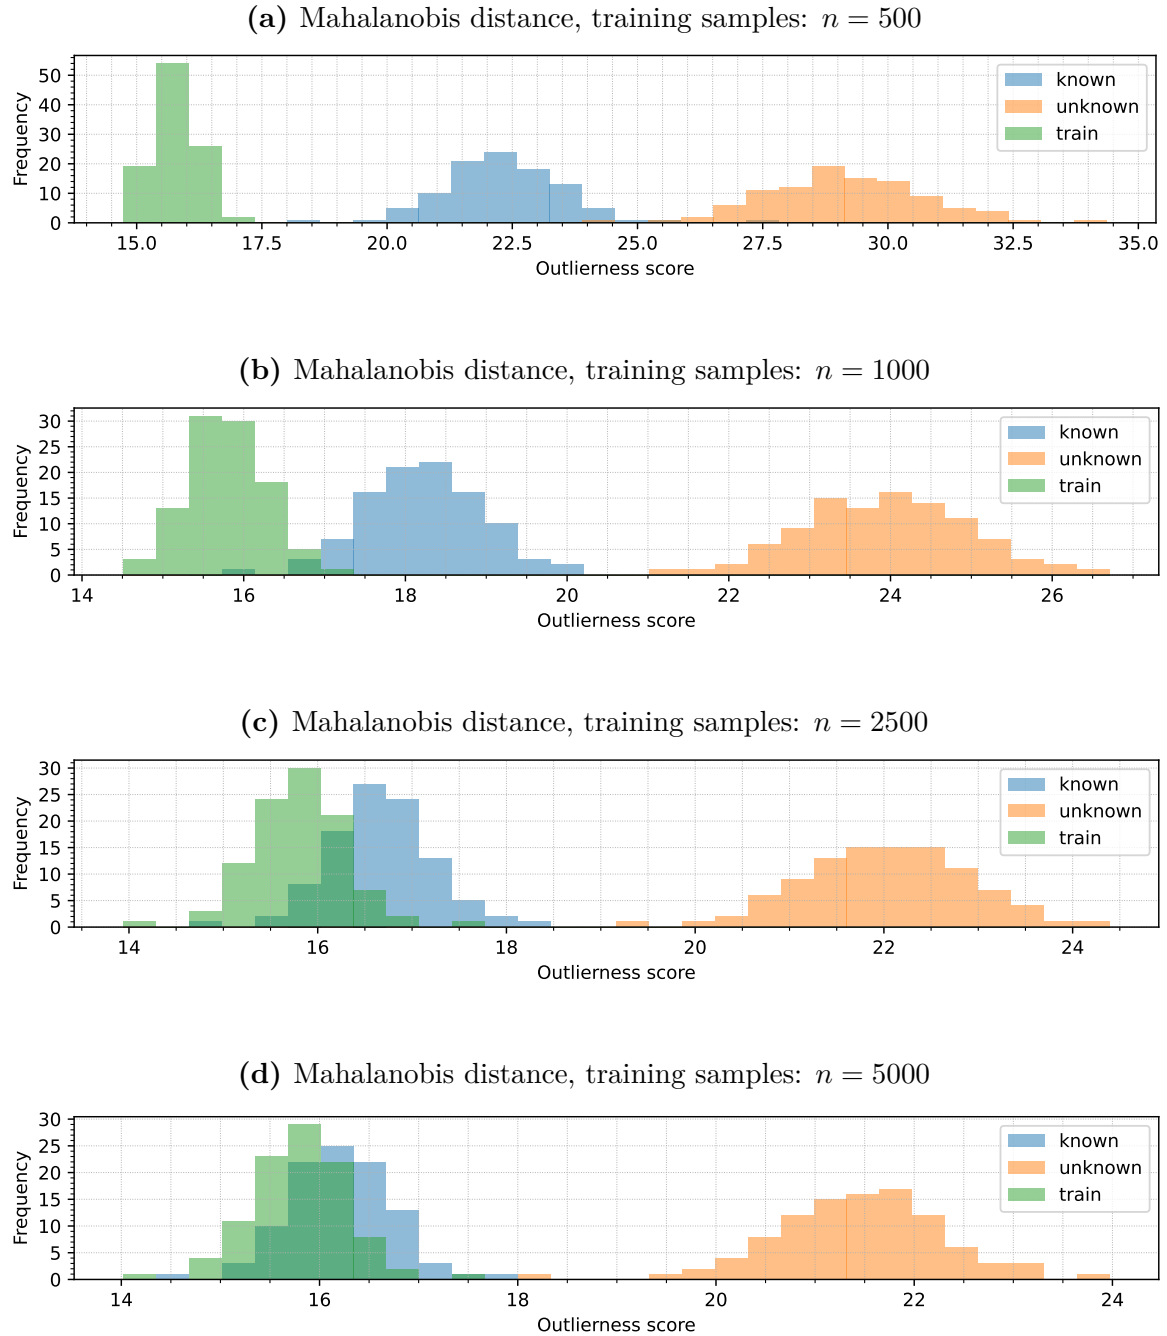 (a) Mahalanobis distance, training samples: n = 500
Frequency
50
40
30
20
10
0
known
unknown
train
15.0 17.5 20.0 22.5 25.0 27.5 30.0 32.5 35.0
Outlierness score
(b) Mahalanobis distance, training samples: n = 1000
Frequency
30
25
20
15
10
5
0
known
unknown
train
14 16 18 20 22 24 26
Outlierness score
(c) Mahalanobis distance, training samples: n = 2500
Frequency
30
25
20
15
10
5
0
known
unknown
train
14 16 18 20 22 24
Outlierness score
(d) Mahalanobis distance, training samples: n = 5000
Frequency
30
25
20
15
10
5
0
known
unknown
train
14 16 18 20 22 24
Outlierness score